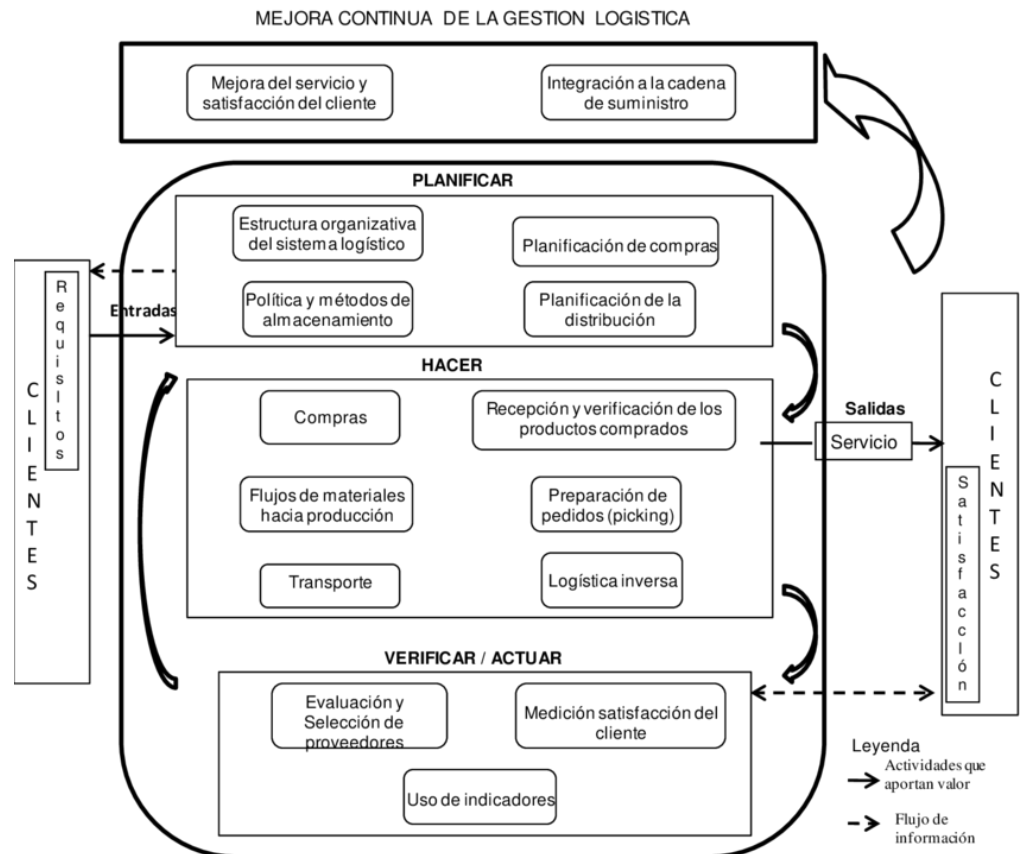 MEJORA CONTINUA DE LA GESTION LOGISTICA
Mejora del servicio y
satisfacción del cliente
Integración a la cadena
de suministro
PLANIFICAR
Estructura organizativa
del sistema logístico
Planificación de compras
Política y métodos de
almacenamiento
Planificación de la
distribución
CLIENTES
Requisitos
Entradas
HACER
Compras
Recepción y verificación de los
productos comprados
Flujos de materiales
hacia producción
Preparación de
pedidos (picking)
Transporte
Logística inversa
Salidas
Servicio
CLIENTES
Satisfacclón
VERIFICAR / ACTUAR
Evaluación y
Selección de
proveedores
Medición satisfacción del
cliente
Uso de indicadores
Leyenda
Actividades que
aportan valor
Flujo de
información